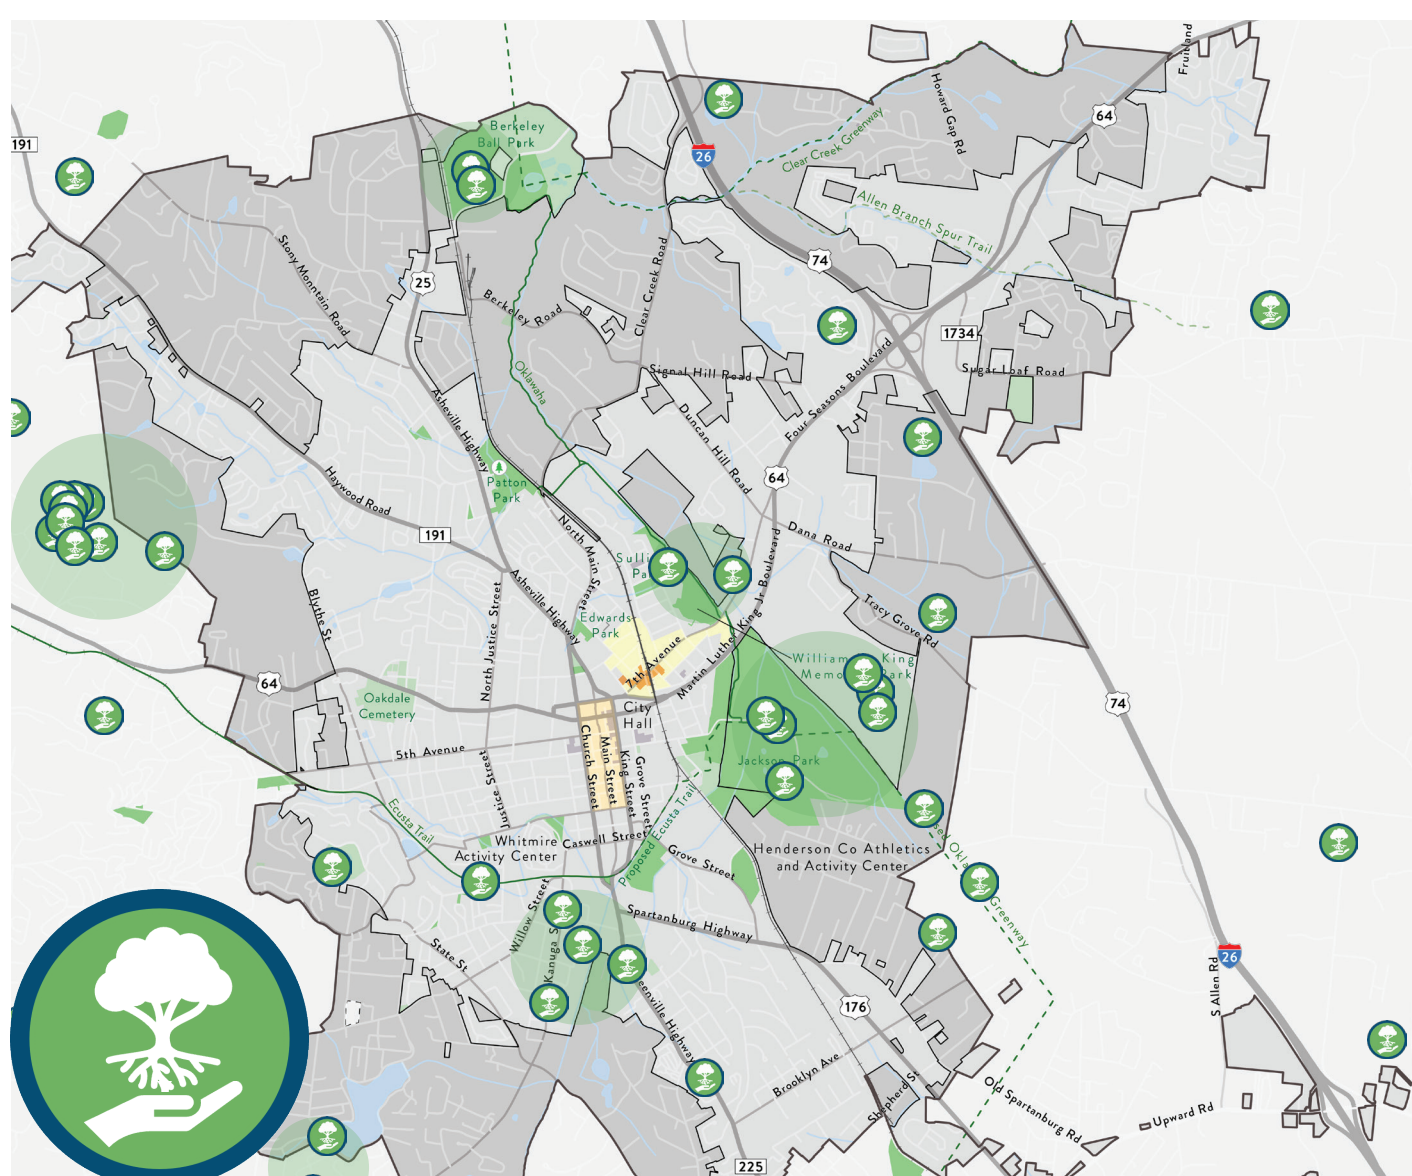 Fruitland
64
Howard Gap Rd
191
Berkeley
Ball Park
26
Clear Creek Greenway
Allen Branch Spur Trail
Stony Monntain Road
25
74
Clear Creek Road
Berkeley Road
1734
Four Seasons Boulevard
Signal Hill Road
Sugar Loaf Road
Oklawaha
Asheville Highway
Duncan Hill Road
Haywood Road
Patton
Park
64
191
North Main Street
Dana Road
Asheville Highway
Blythe St
North Justice Street
Edwards
Park
Martin Luther King Jr Boulevard
Tracy Grove Rd
7th Avenue
64
Oakdale
Cemetery
City
Hall
74
5th Avenue
Church Street
Main Street
King Street
Grove Street
Jackson Park
Justice Street
Ecusta Trail
Proposed Ecusta Trail
Whitmire
Activity Center
Caswell Street
Grove Street
Henderson Co Athletics
and Activity Center
Greenway
Willow Street
Spartanburg Highway
State St
26
S Allen Rd
176
Brooklyn Ave
Shepherd St
Old Spartanburg Rd
Upward Rd
225